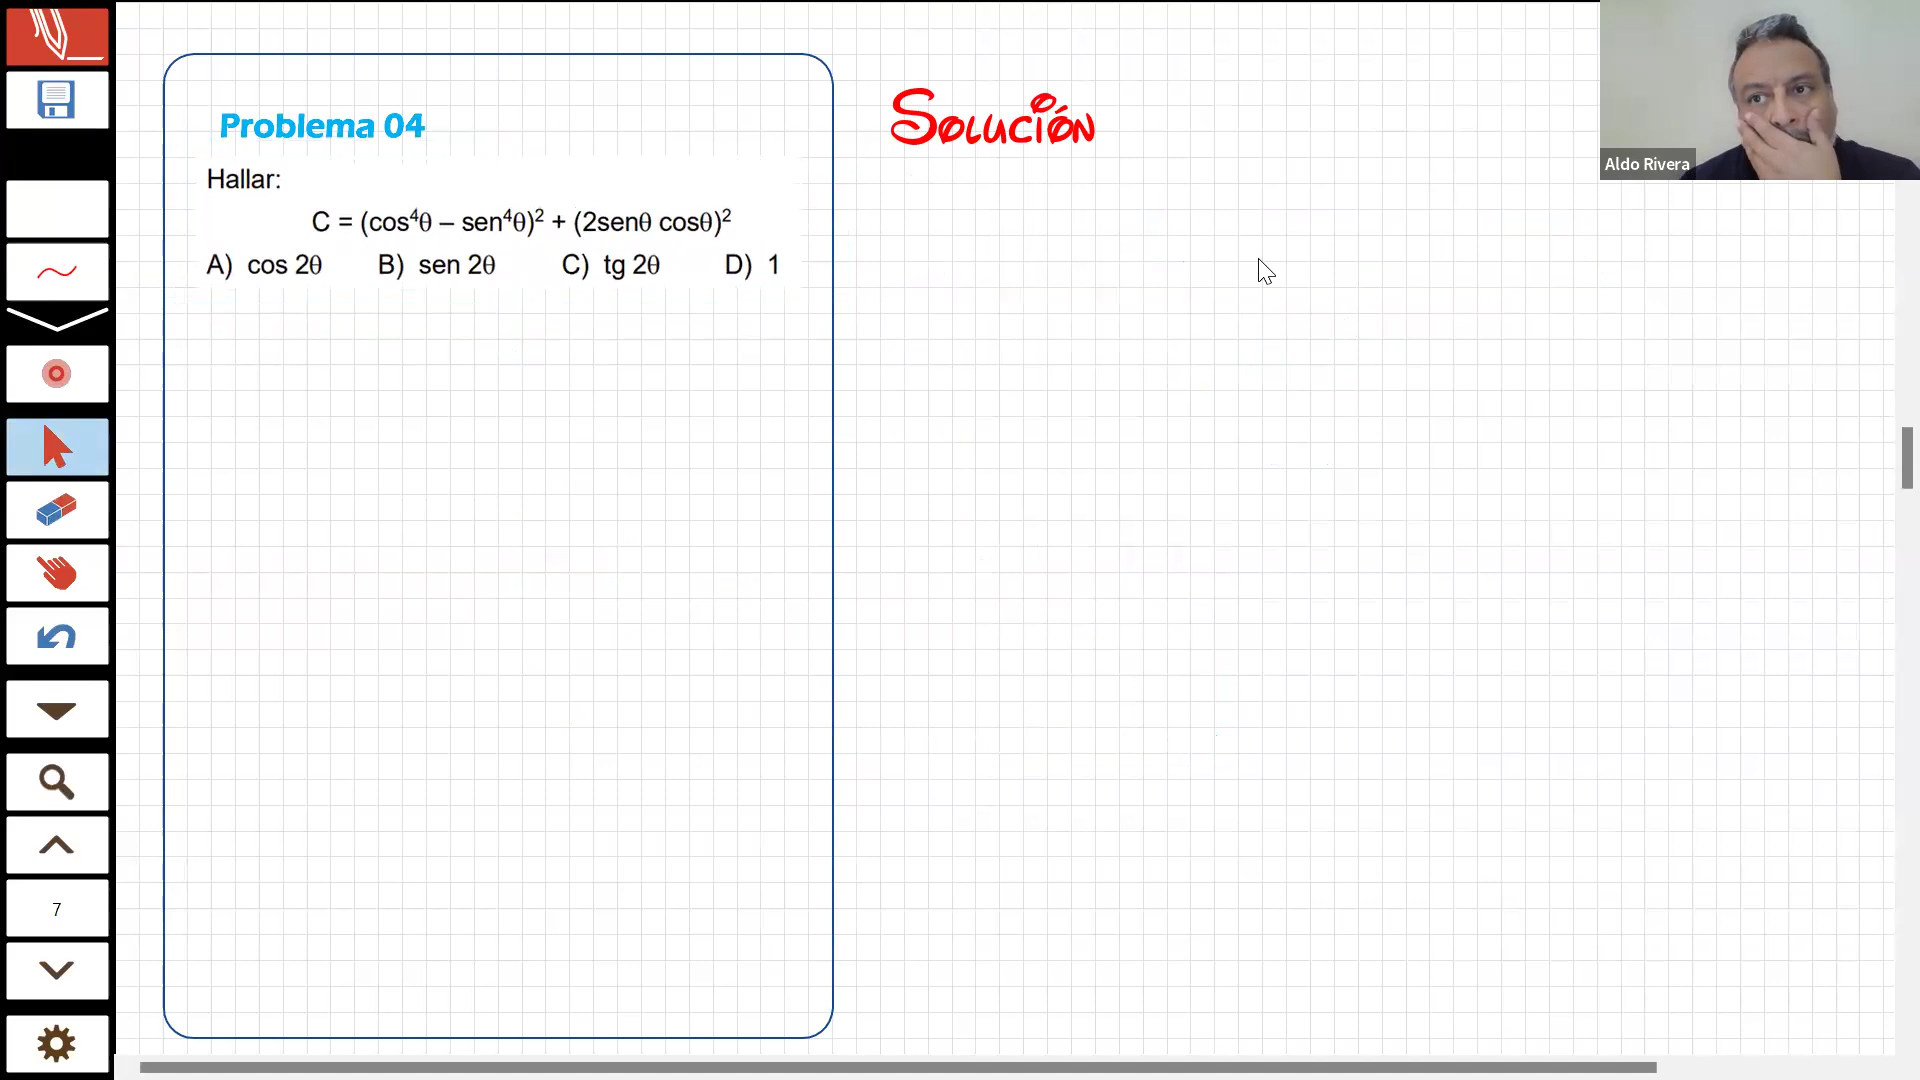 Problema 04
Hallar:
C = (cos⁴θ – sen⁴θ)² + (2senθ cosθ)²
A) cos 2θ B) sen 2θ C) tg 2θ D) 1
Solución
Aldo Rivera
7